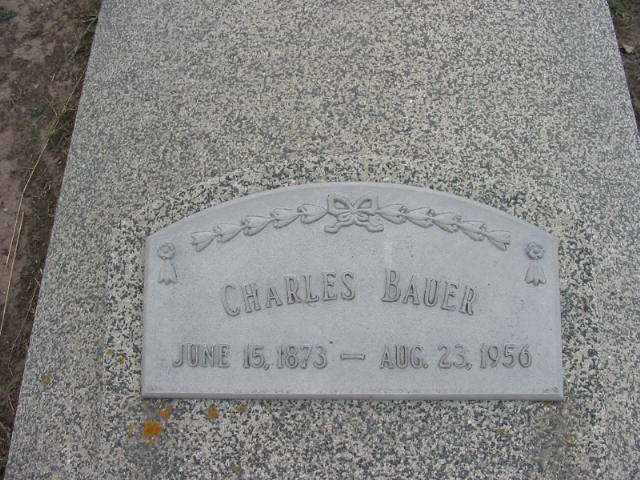 CHARLES BAUER
JUNE 15, 1873 — AUG. 23, 1956